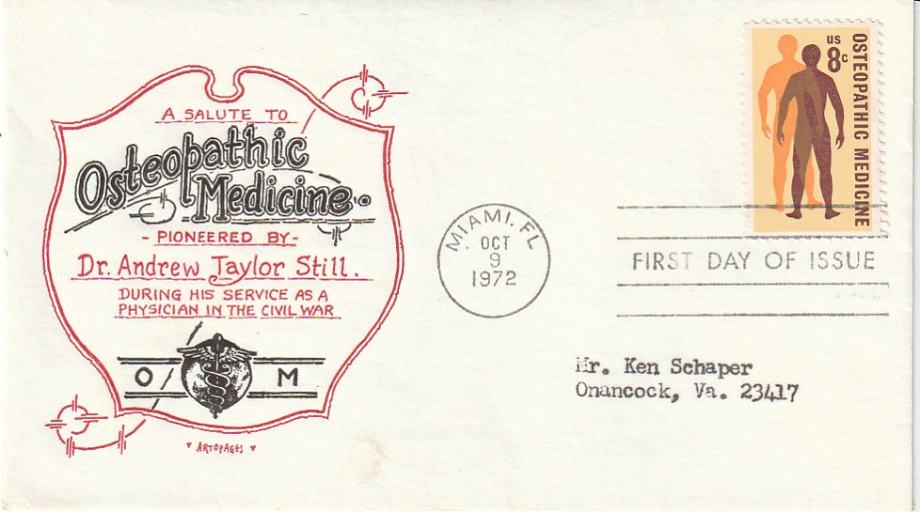 A SALUTE TO
Osteopathic
Medicine.
- PIONEERED BY -
Dr. Andrew Taylor Still.
DURING HIS SERVICE AS A
PHYSICIAN IN THE CIVIL WAR
O M
ARTOPAGES
MIAMI, FL
OCT
9
1972
US
8c
OSTEOPATHIC MEDICINE
FIRST DAY OF ISSUE
Mr. Ken Schaper
Onancock, Va. 23417